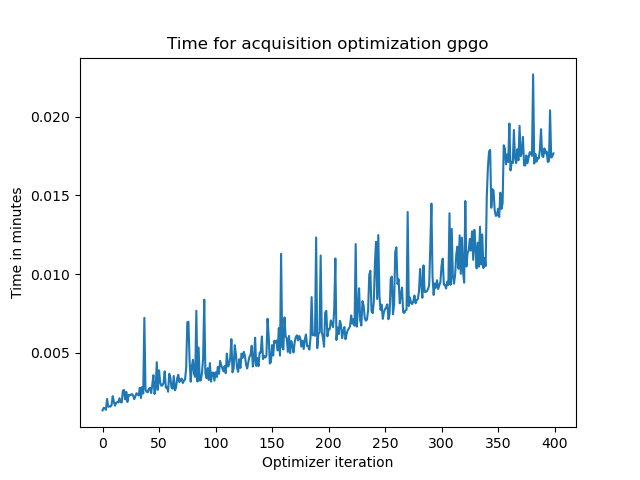 Time for acquisition optimization gpgo
0.020
0.015
0.010
0.005
Time in minutes
0 50 100 150 200 250 300 350 400
Optimizer iteration